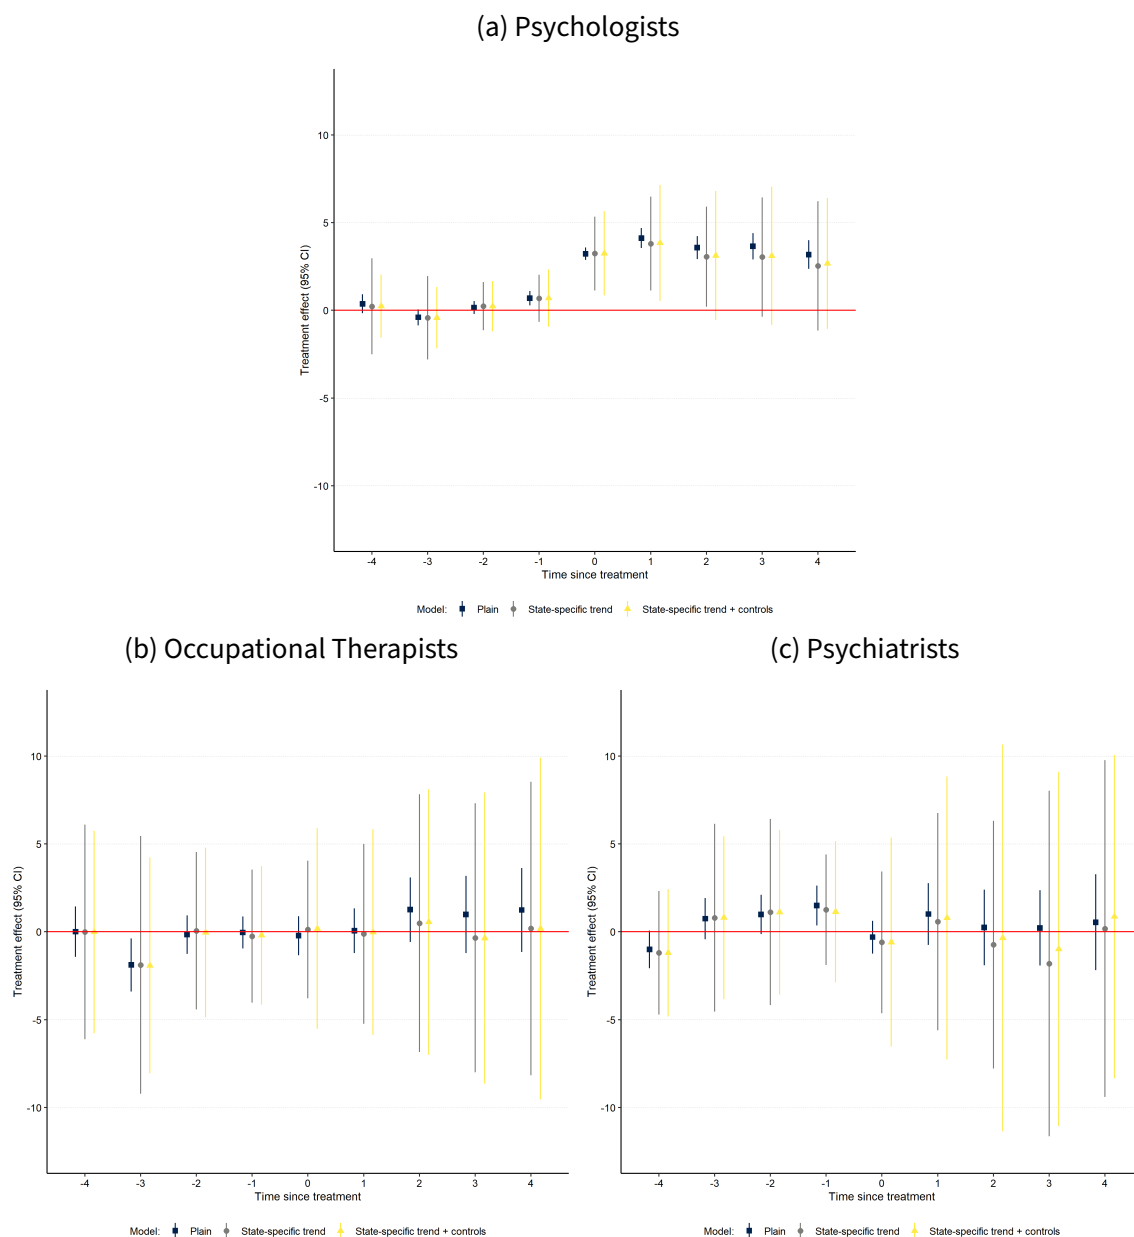 (a) Psychologists
10
5
0
-5
-10
Treatment effect (95% CI)
-4 -3 -2 -1 0 1 2 3 4
Time since treatment
Model: Plain State-specific trend State-specific trend + controls
(b) Occupational Therapists
10
5
0
-5
-10
Treatment effect (95% CI)
-4 -3 -2 -1 0 1 2 3 4
Time since treatment
Model: Plain State-specific trend State-specific trend + controls
(c) Psychiatrists
10
5
0
-5
-10
Treatment effect (95% CI)
-4 -3 -2 -1 0 1 2 3 4
Time since treatment
Model: Plain State-specific trend State-specific trend + controls